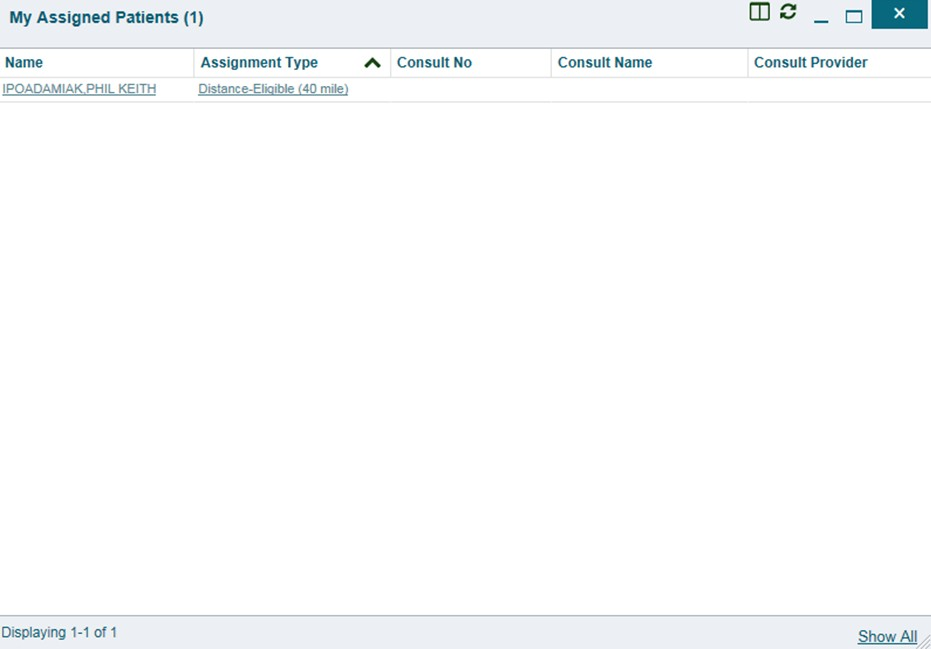 My Assigned Patients (1)
Name Assignment Type Consult No Consult Name Consult Provider
IPOADAMIAK,PHIL KEITH Distance-Eligible (40 mile)
Displaying 1-1 of 1
Show All